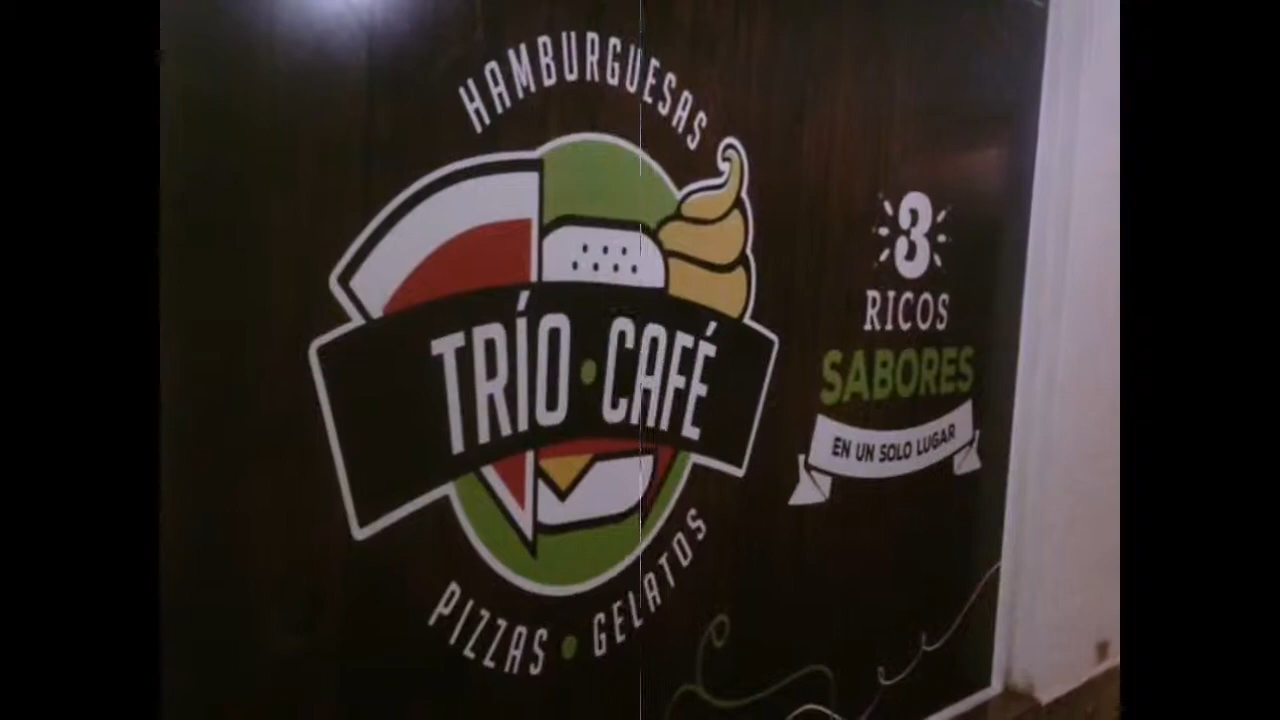 HAMBURGUESAS
TRÍO • CAFÉ
PIZZAS • GELATOS
3
RICOS
SABORES
EN UN SOLO LUGAR